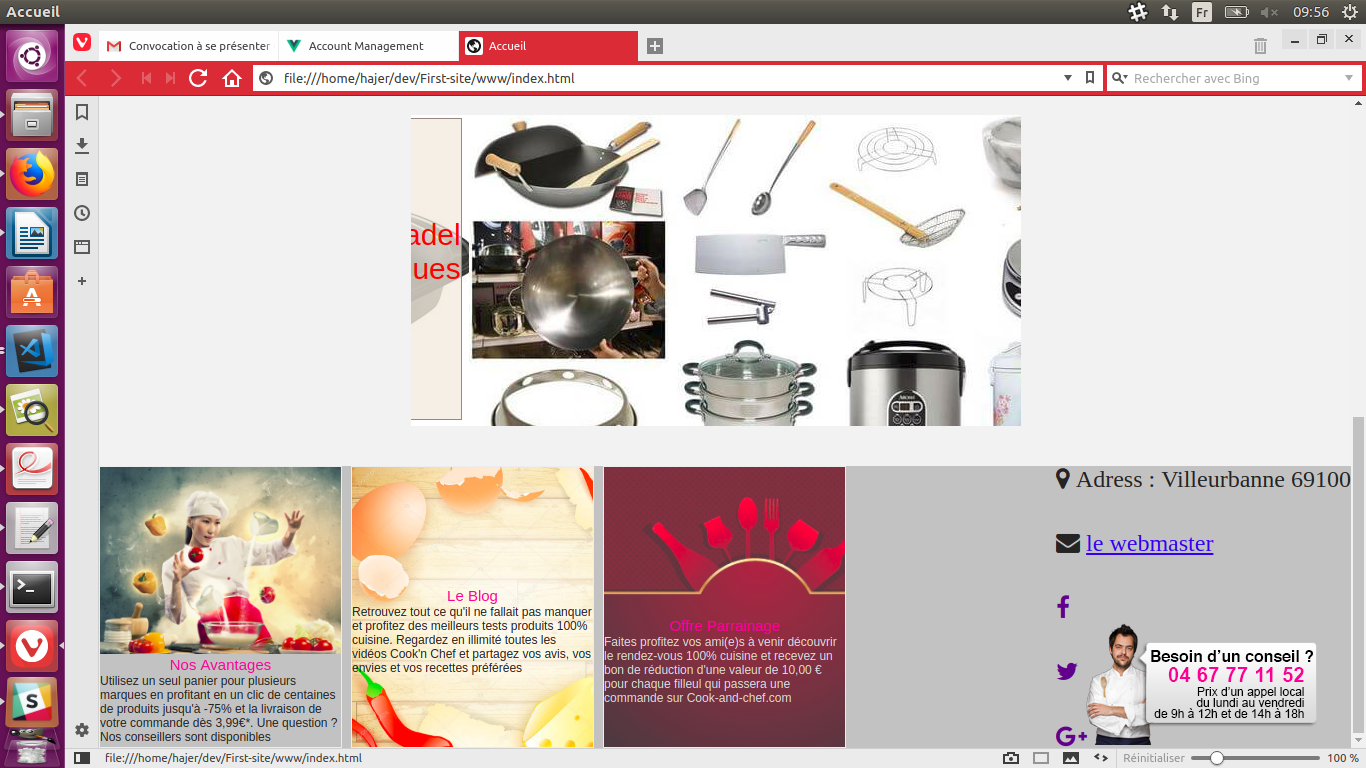 Accueil
Fr
09:56
Convocation à se présenter
Account Management
Accueil
file:///home/hajer/dev/First-site/www/index.html
Rechercher avec Bing
adel
ues
Adress : Villeurbanne 69100
le webmaster
Nos Avantages
Utilisez un seul panier pour plusieurs
marques en profitant en un clic de centaines
de produits jusqu'à -75% et la livraison de
votre commande dès 3,99€*. Une question ?
Nos conseillers sont disponibles
Le Blog
Retrouvez tout ce qu'il ne fallait pas manquer
et profitez des meilleurs tests produits 100%
cuisine. Regardez en illimité toutes les
vidéos Cook'n Chef et partagez vos avis, vos
envies et vos recettes préférées
Offre Parrainage
Faites profitez vos ami(e)s à venir découvrir
le rendez-vous 100% cuisine et recevez un
bon de réduction d'une valeur de 10,00 €
pour chaque filleul qui passera une
commande sur Cook-and-chef.com
Besoin d'un conseil ?
04 67 77 11 52
Prix d'un appel local
du lundi au vendredi
de 9h à 12h et de 14h à 18h
file:///home/hajer/dev/First-site/www/index.html
Réinitialiser
100 %